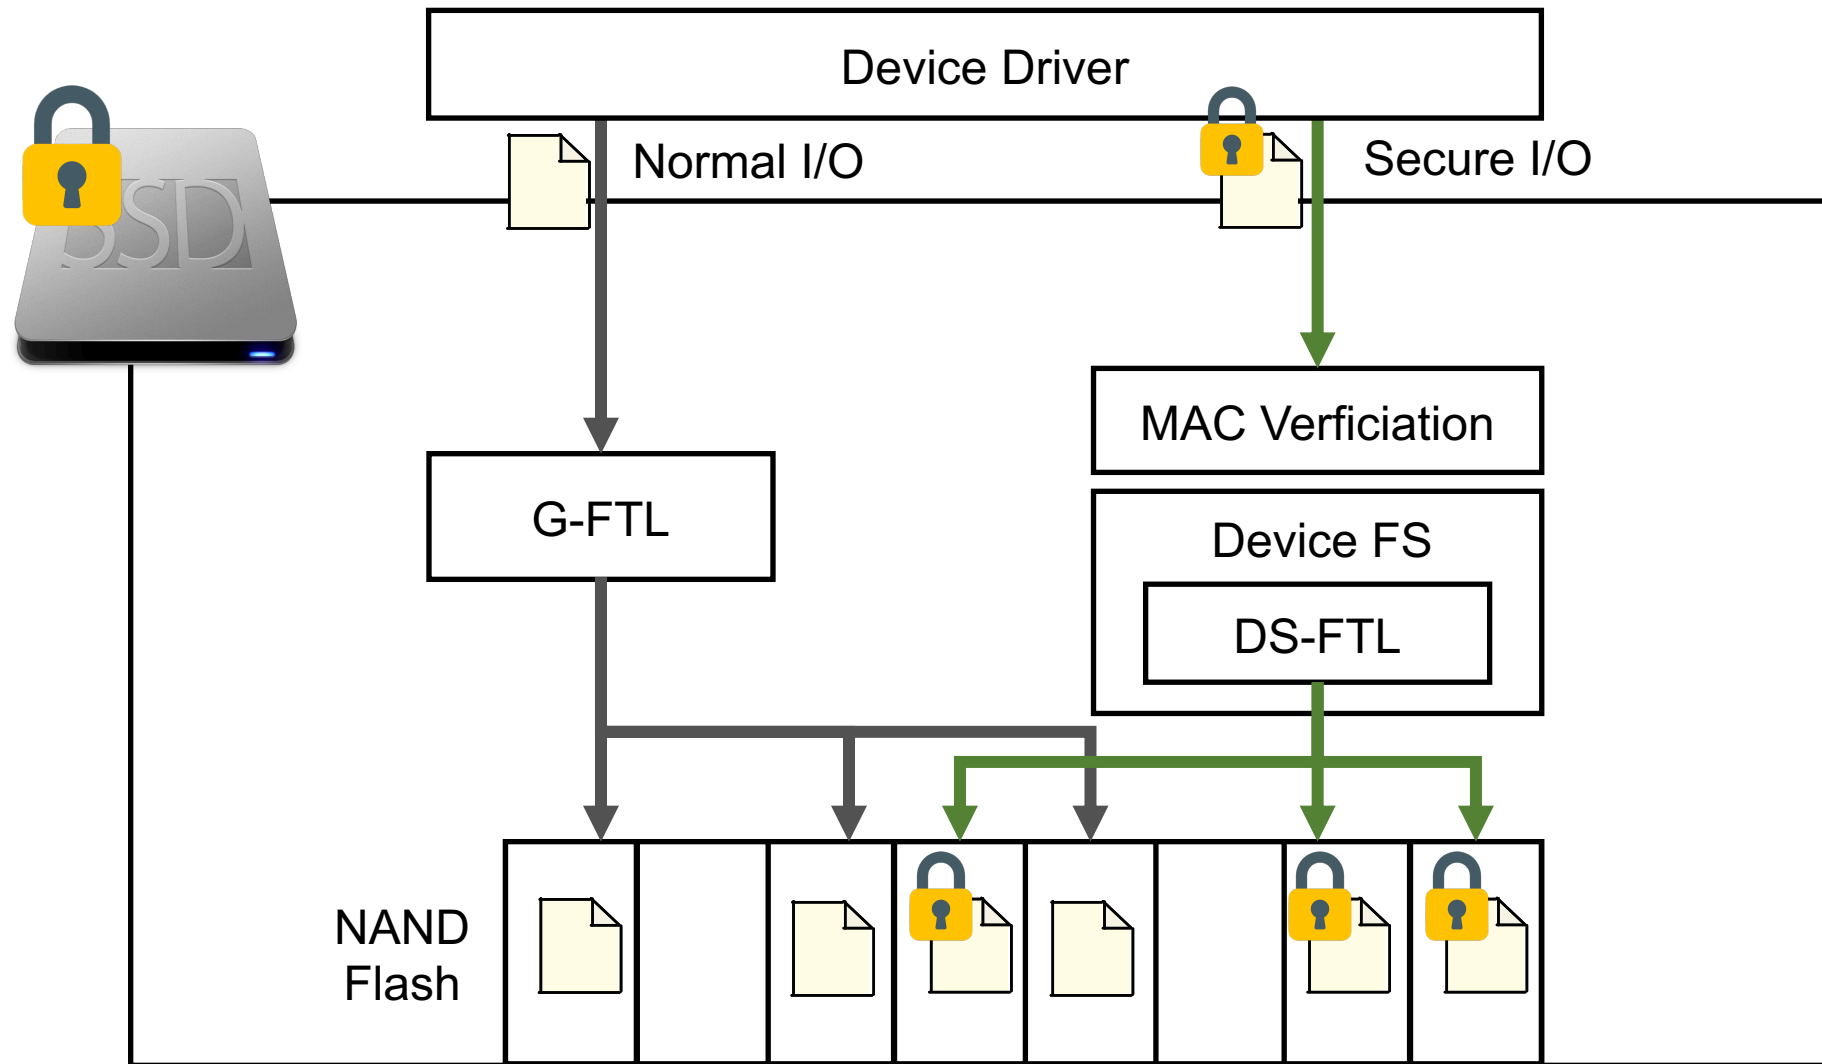 Device Driver
Normal I/O
Secure I/O
SSD
MAC Verficiation
G-FTL
Device FS
DS-FTL
NAND
Flash